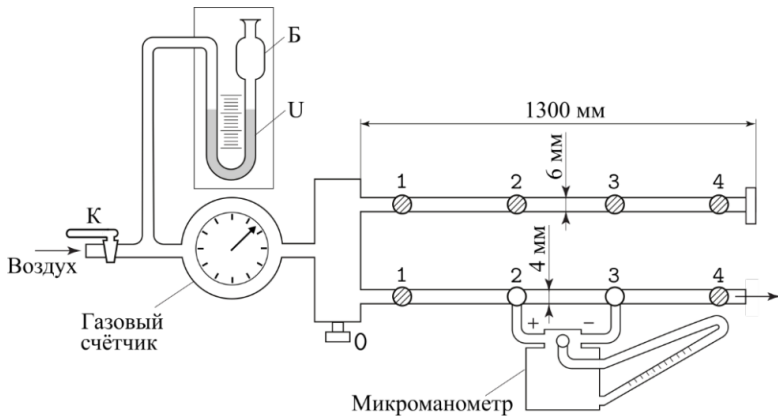 Б
U
1300 мм
6 мм
1 2 3 4
К
Воздух
4 мм
1 2 3 4
+ −
Газовый
счётчик
0
Микроманометр